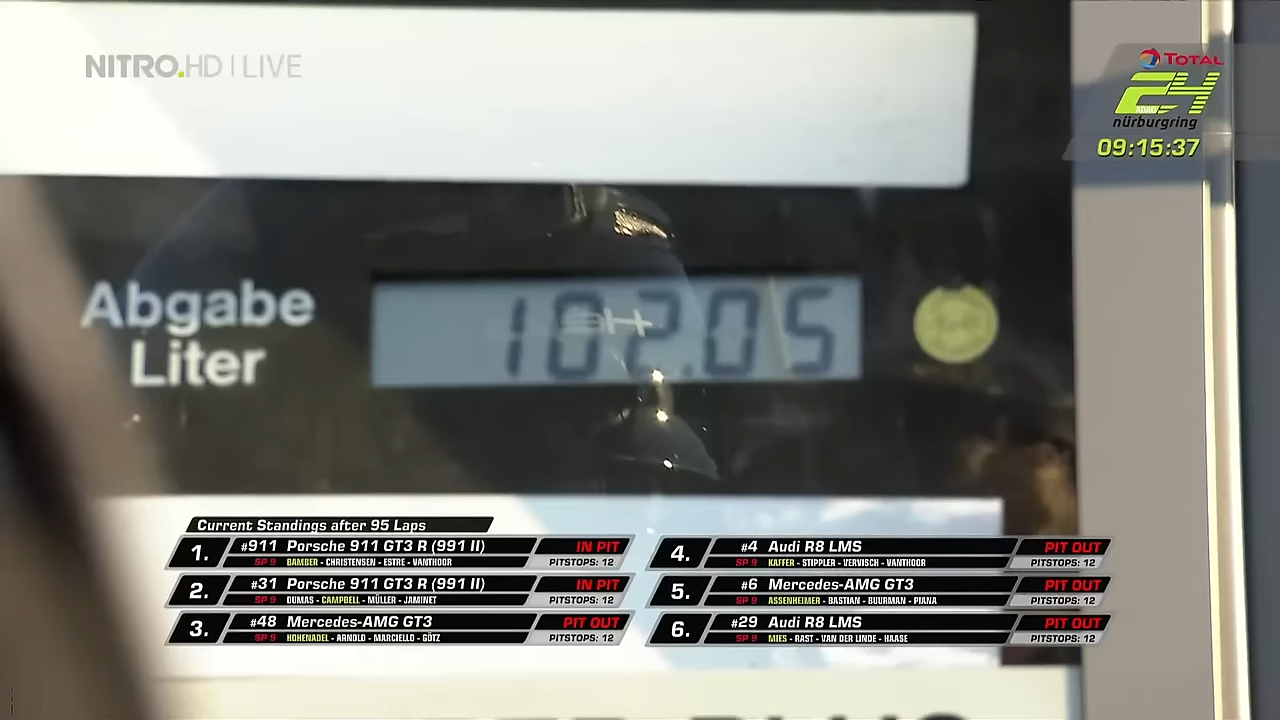 NITRO.HD | LIVE
TOTAL
24
nürburgring
09:15:37
Abgabe
Liter
102.05
Current Standings after 95 Laps
1. #911 Porsche 911 GT3 R (991 II) IN PIT
SP 9 BAMBER - CHRISTENSEN - ESTRE - VANTHOOR PITSTOPS: 12
2. #31 Porsche 911 GT3 R (991 II) IN PIT
SP 9 DUMAS - CAMPBELL - MÜLLER - JAMINET PITSTOPS: 12
3. #48 Mercedes-AMG GT3 PIT OUT
SP 9 HOHENADEL - ARNOLD - MARCIELLO - GÖTZ PITSTOPS: 12
4. #4 Audi R8 LMS PIT OUT
SP 9 KAFFER - STIPPLER - VERVISCH - VANTHOOR PITSTOPS: 12
5. #6 Mercedes-AMG GT3 PIT OUT
SP 9 ASSENHEIMER - BASTIAN - BUURMAN - PIANA PITSTOPS: 12
6. #29 Audi R8 LMS PIT OUT
SP 9 MIES - RAST - VAN DER LINDE - HAASE PITSTOPS: 12